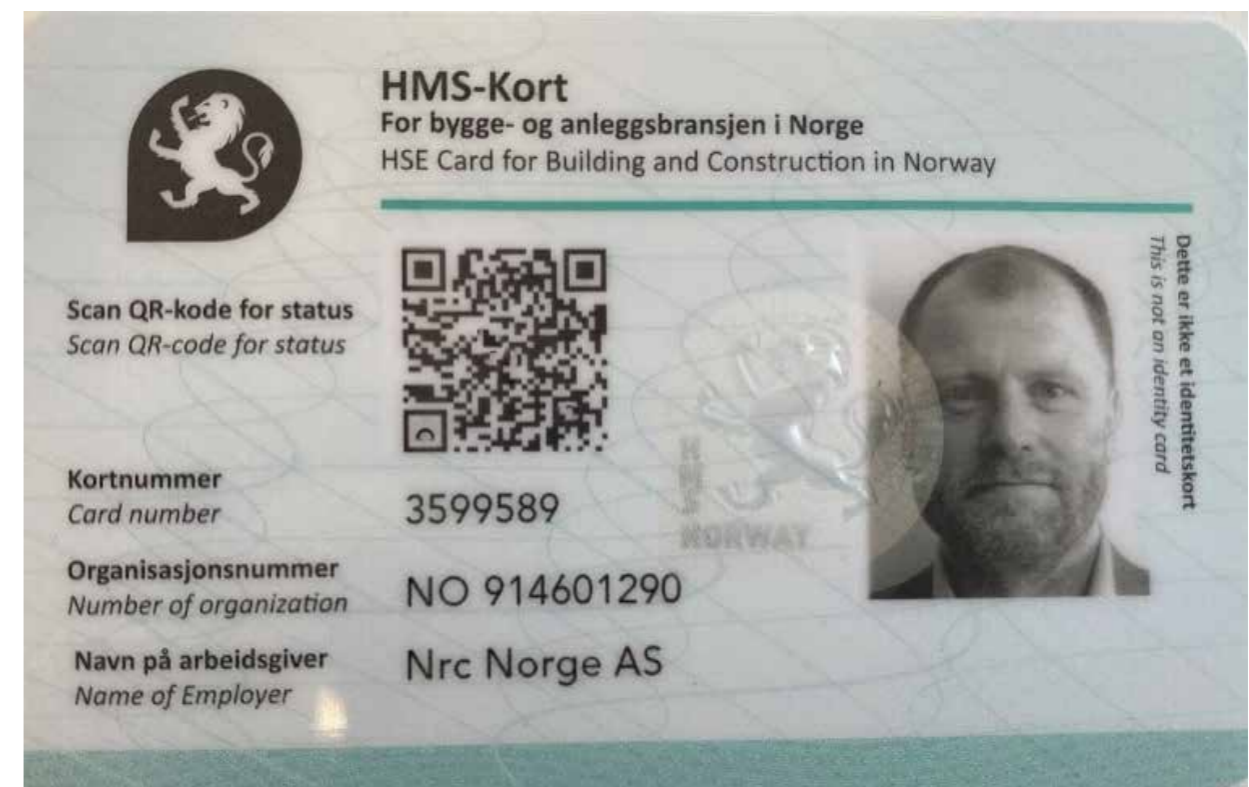 HMS-Kort
For bygge- og anleggsbransjen i Norge
HSE Card for Building and Construction in Norway
Scan QR-kode for status
Scan QR-code for status
Kortnummer
Card number
3599589
Organisasjonsnummer
Number of organization
NO 914601290
Navn på arbeidsgiver
Name of Employer
Nrc Norge AS
HMS
NORWAY
Dette er ikke et identitetskort
This is not an identity card